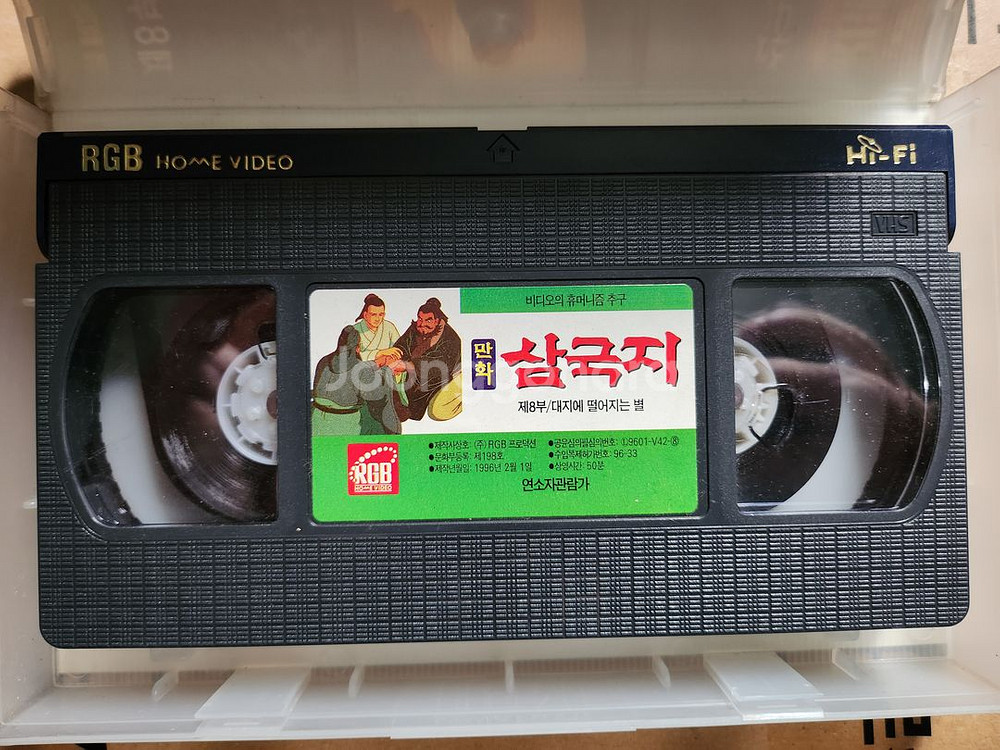 RGB HOME VIDEO
Hi-Fi
VHS
비디오의 휴머니즘 추구
만화
삼국지
제8부/대지에 떨어지는 별
●제작사상호: (주) RGB 프로덕션
●문화부등록: 제198호
●제작년월일: 1996년 2월 1일
●공윤심의필심의번호: Ⓛ9601-V42-⑧
●수입복제허가번호: 96-33
●상영시간: 50분
연소자관람가
RGB
HOME VIDEO